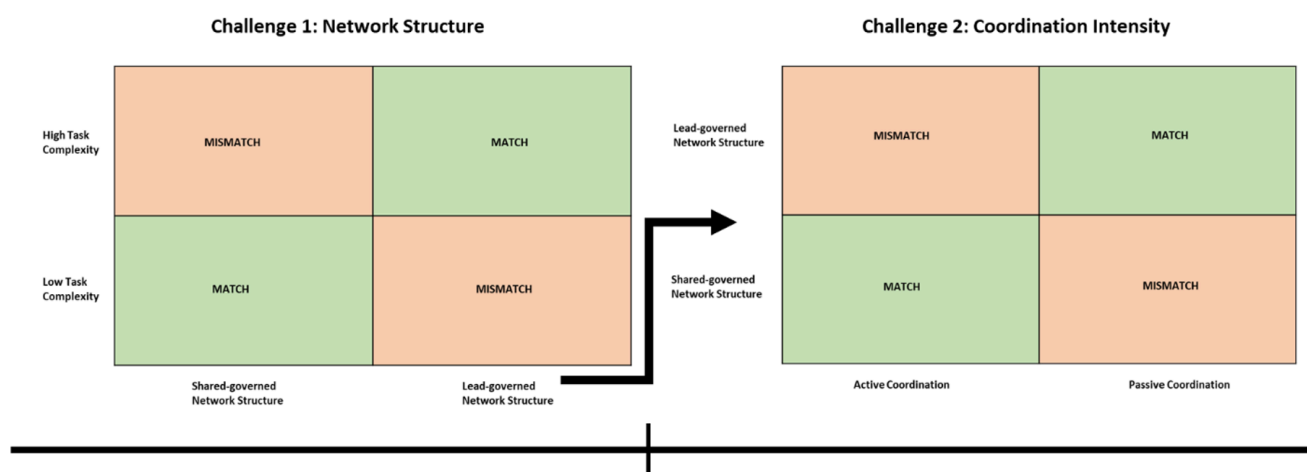 Challenge 1: Network Structure
High Task
Complexity
MISMATCH
MATCH
Low Task
Complexity
MATCH
MISMATCH
Shared-governed
Network Structure
Lead-governed
Network Structure
Challenge 2: Coordination Intensity
Lead-governed
Network Structure
MISMATCH
MATCH
Shared-governed
Network Structure
MATCH
MISMATCH
Active Coordination
Passive Coordination